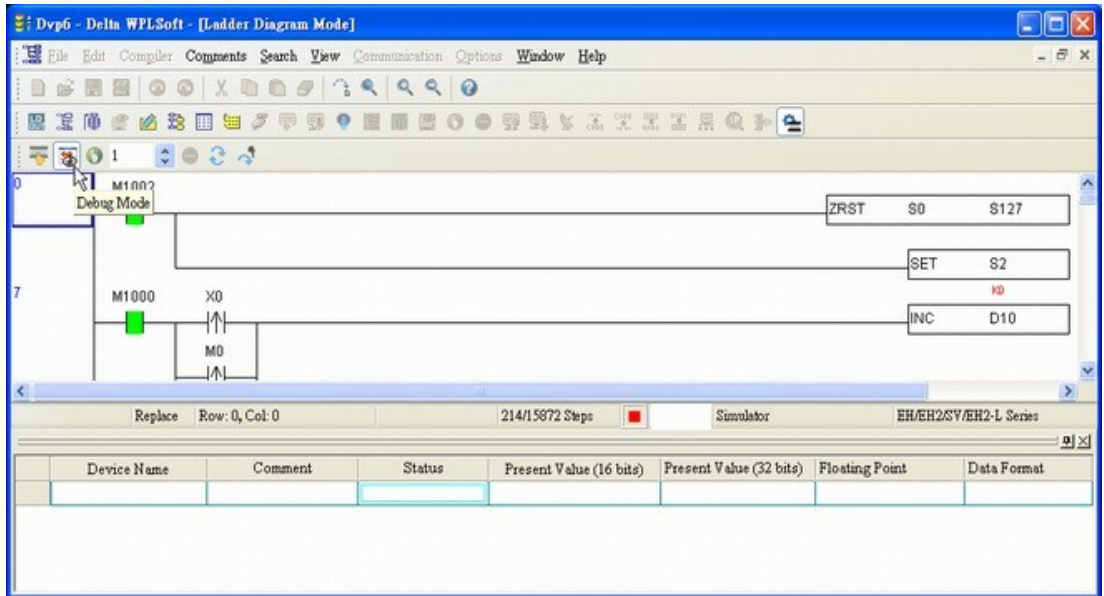 Dvp6 - Delta WPLSoft - [Ladder Diagram Mode]
File Edit Compiler Comments Search View Communication Options Window Help
1
0 M1002
Debug Mode
ZRST S0 S127
SET S2
7 M1000 X0 K0
INC D10
M0
Replace Row: 0, Col: 0 214/15872 Steps Simulator EH/EH2/SV/EH2-L Series
Device Name Comment Status Present Value (16 bits) Present Value (32 bits) Floating Point Data Format